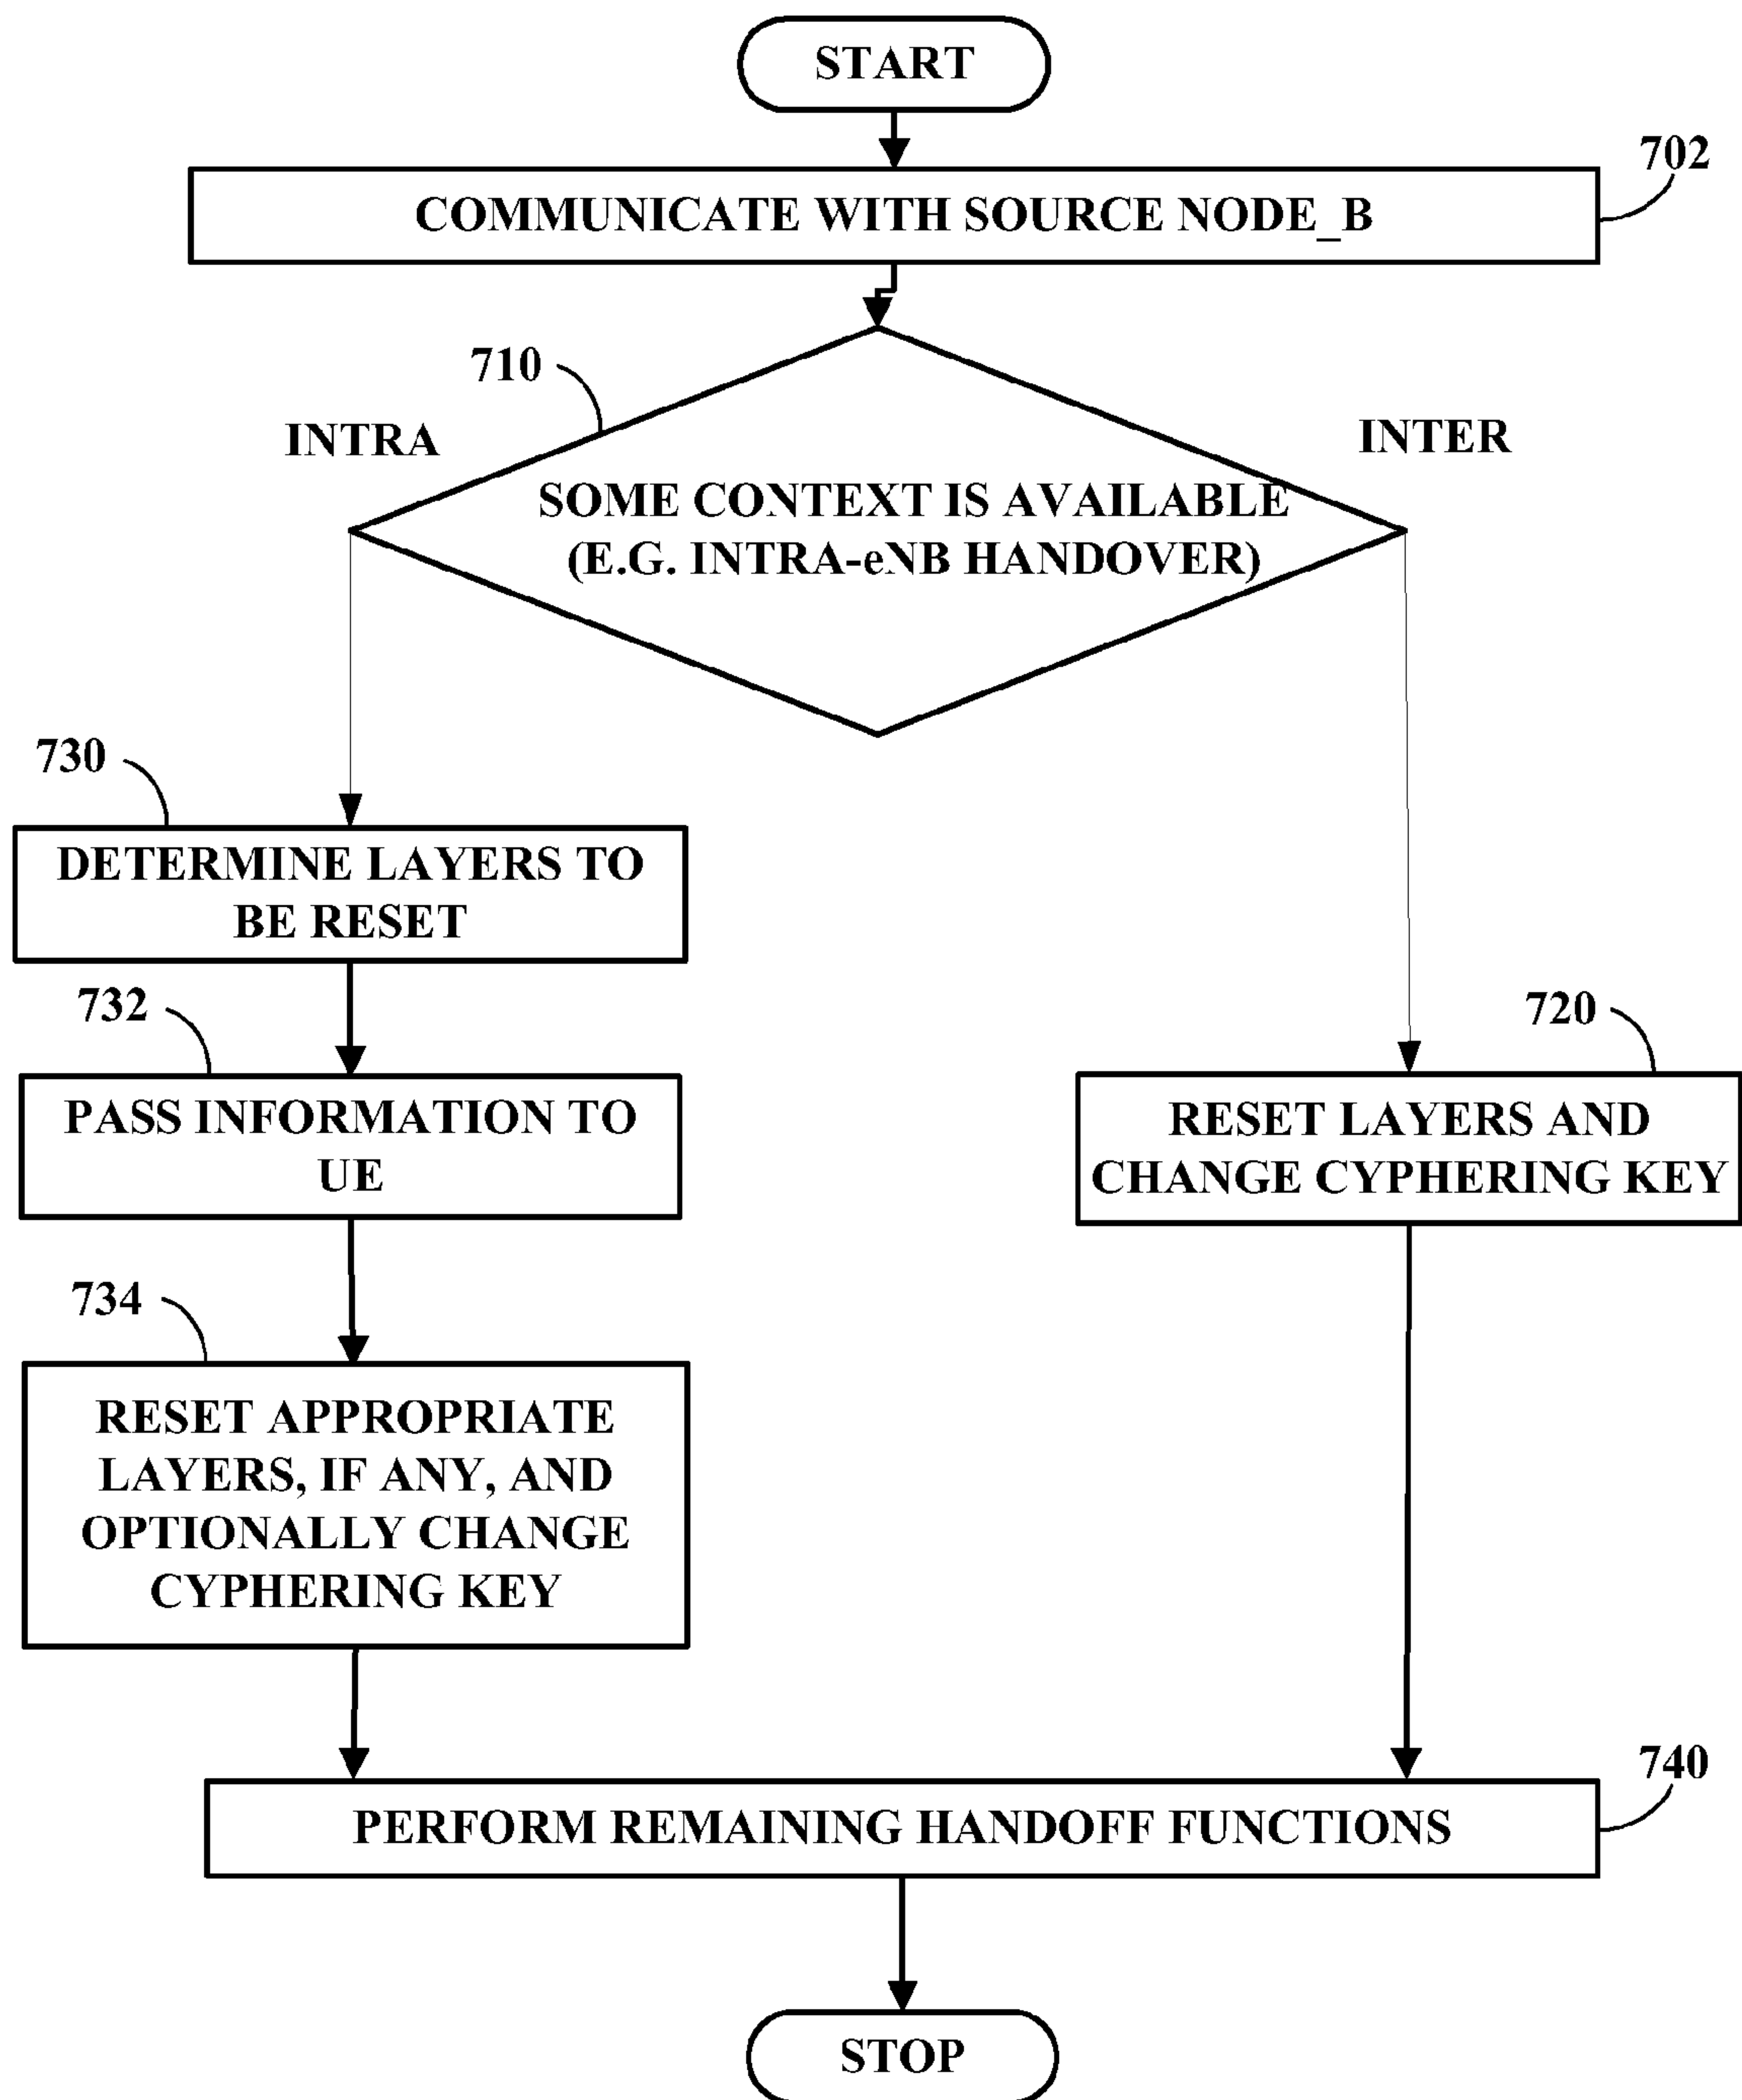 START
702
COMMUNICATE WITH SOURCE NODE_B
710
INTRA
INTER
SOME CONTEXT IS AVAILABLE
(E.G. INTRA-eNB HANDOVER)
730
DETERMINE LAYERS TO
BE RESET
732
PASS INFORMATION TO
UE
720
RESET LAYERS AND
CHANGE CYPHERING KEY
734
RESET APPROPRIATE
LAYERS, IF ANY, AND
OPTIONALLY CHANGE
CYPHERING KEY
740
PERFORM REMAINING HANDOFF FUNCTIONS
STOP